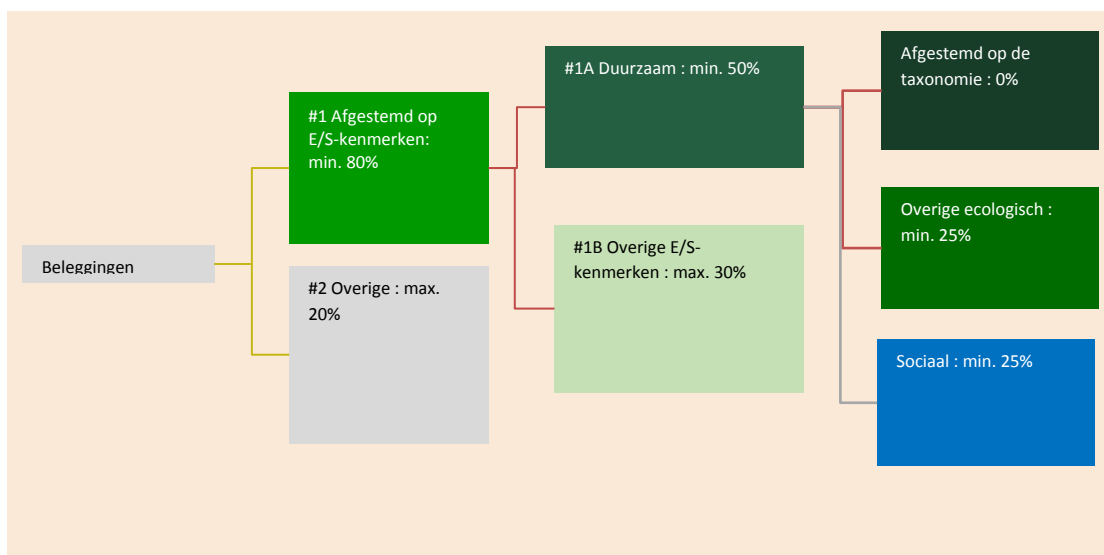 Beleggingen
#1 Afgestemd op
E/S-kenmerken:
min. 80%
#2 Overige : max.
20%
#1A Duurzaam : min. 50%
#1B Overige E/S-
kenmerken : max. 30%
Afgestemd op de
taxonomie : 0%
Overige ecologisch :
min. 25%
Sociaal : min. 25%